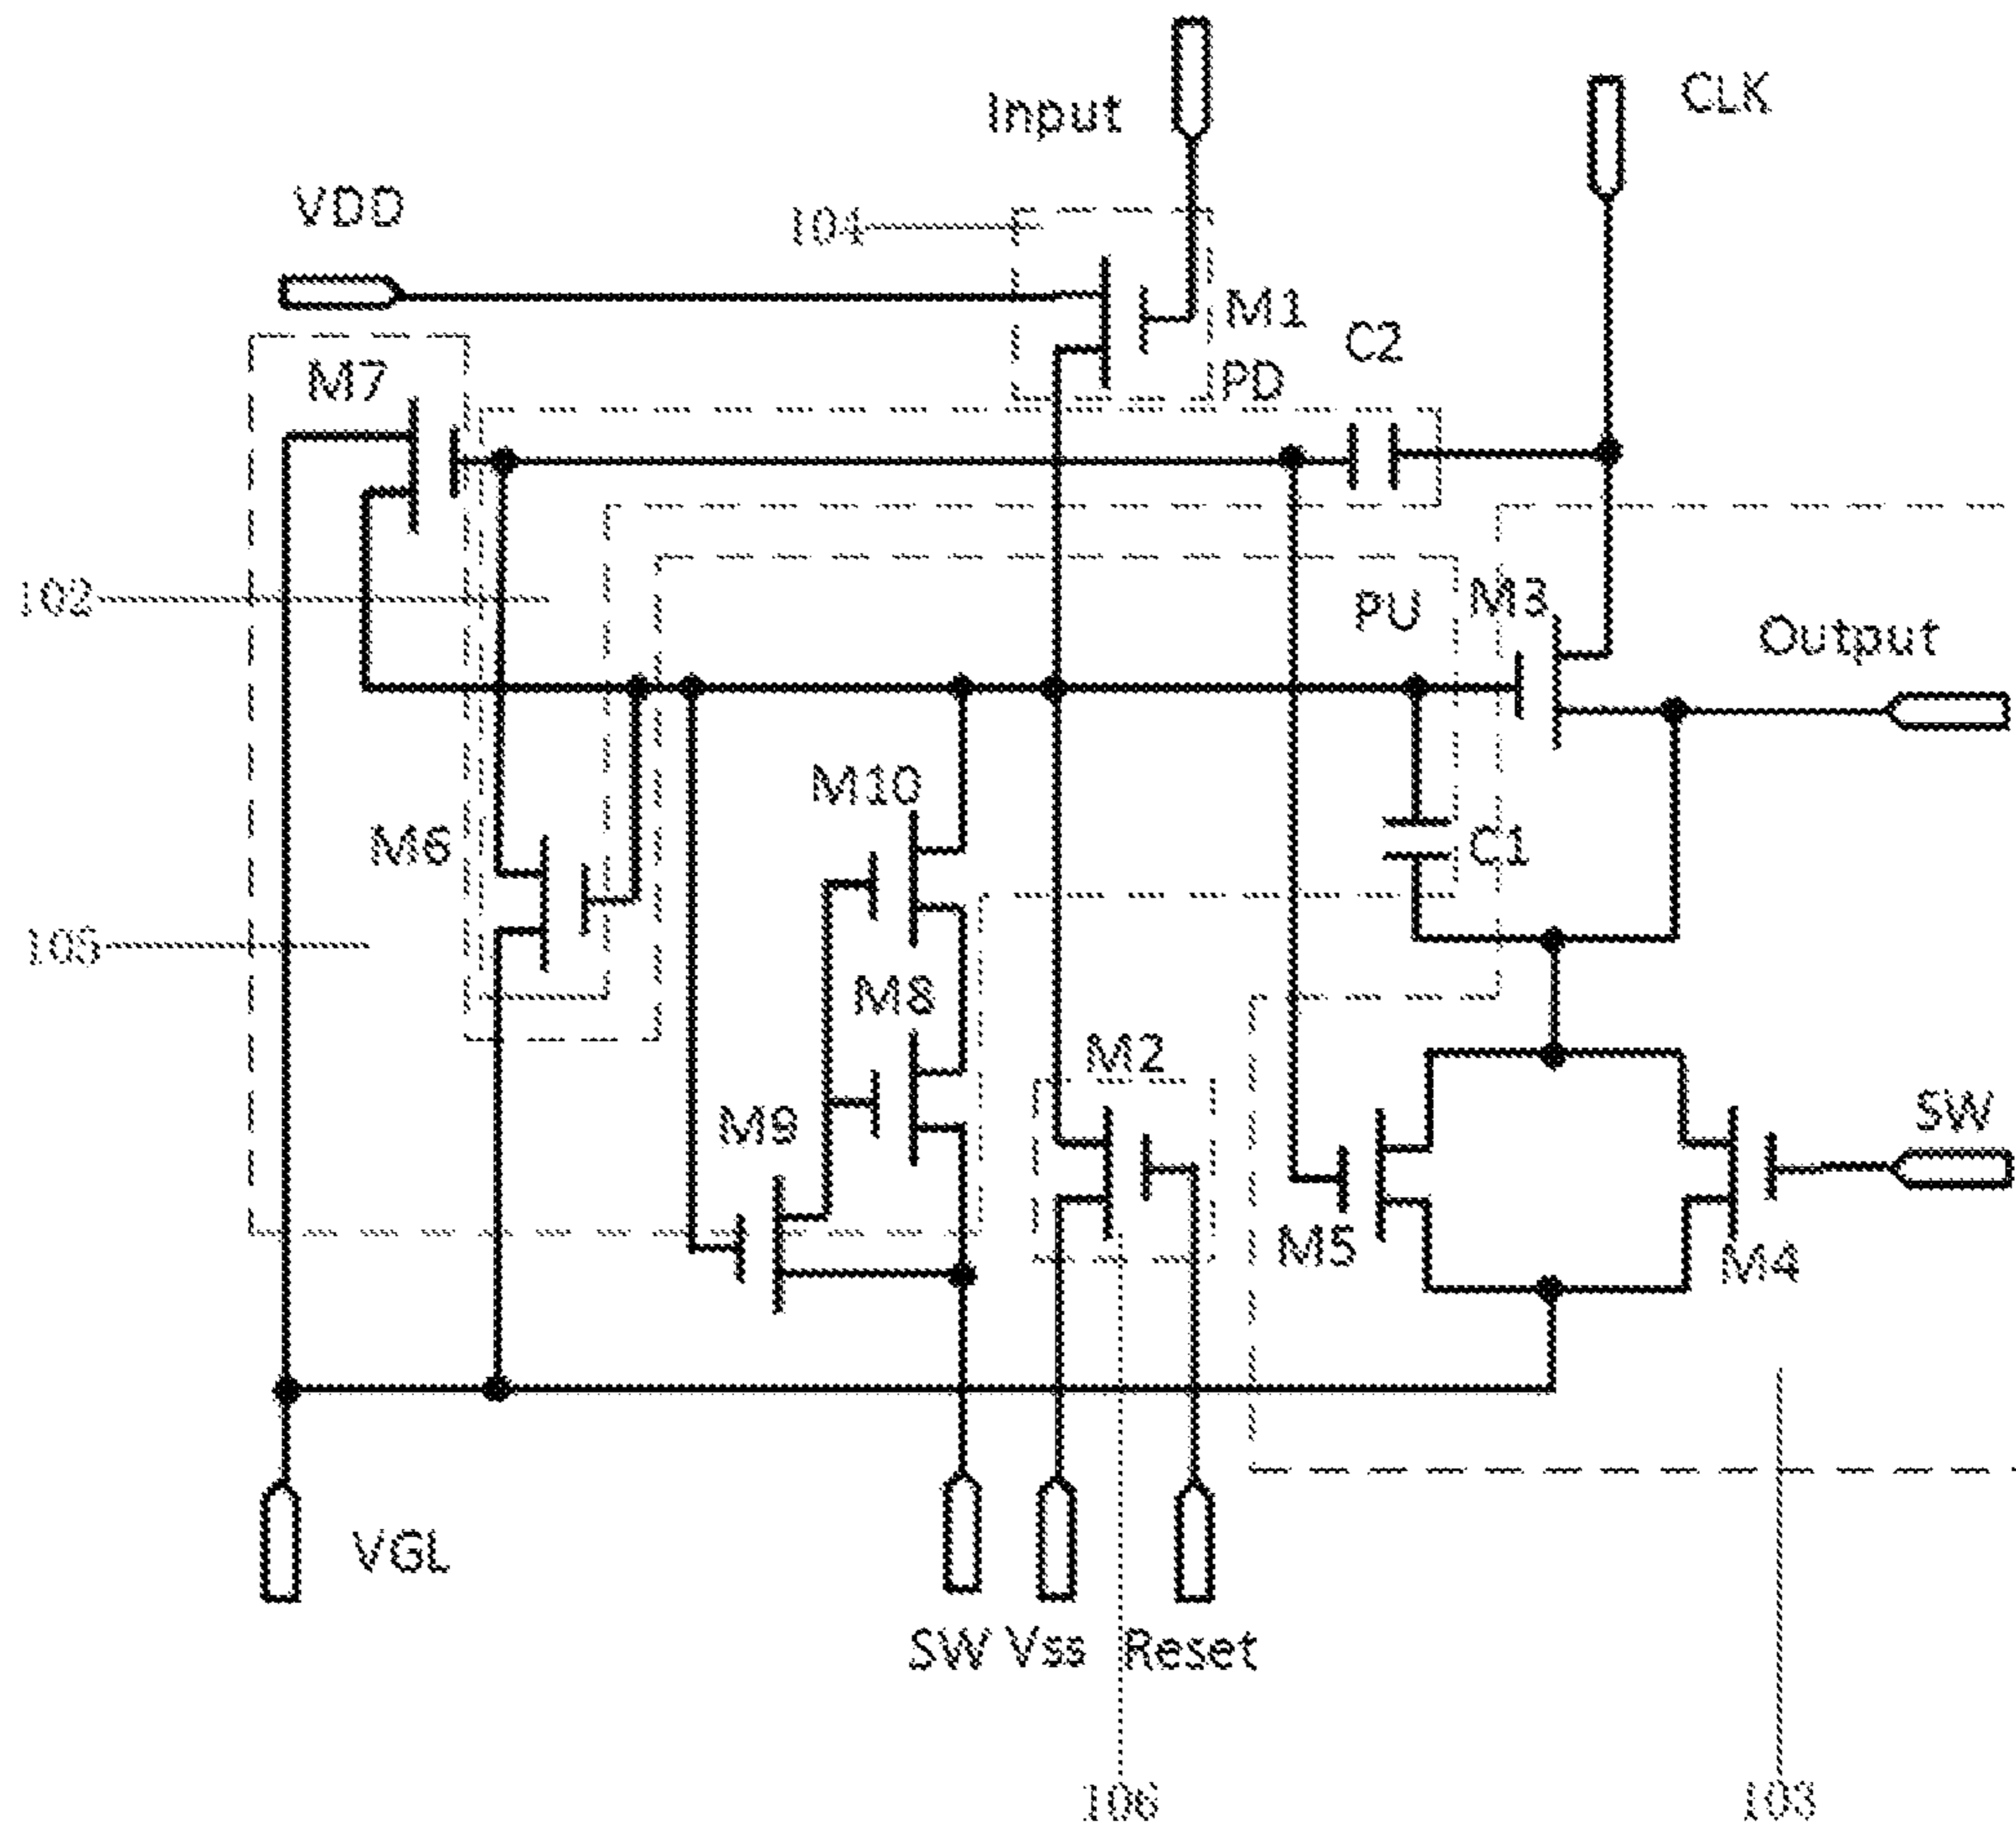 Input
CLK
VDD
104
M1
C2
M7
PD
102
PU
M3
Output
M10
M6
C1
105
M8
M2
M9
SW
M5
M4
VGL
SW Vss Reset
106
103